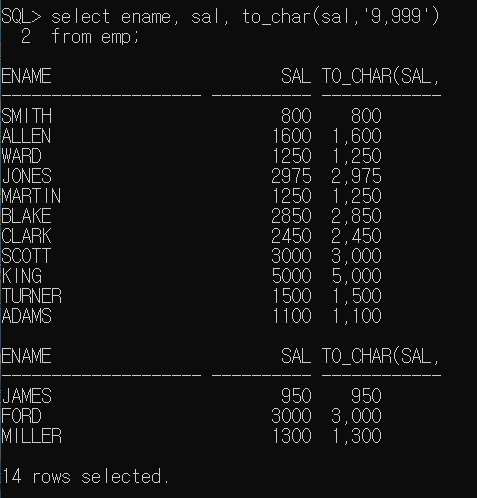 SQL> select ename, sal, to_char(sal,'9,999')
  2  from emp;
ENAME                       SAL TO_CHAR(SAL,
-------------------- ---------- ------------
SMITH                       800    800
ALLEN                      1600  1,600
WARD                       1250  1,250
JONES                      2975  2,975
MARTIN                     1250  1,250
BLAKE                      2850  2,850
CLARK                      2450  2,450
SCOTT                      3000  3,000
KING                       5000  5,000
TURNER                     1500  1,500
ADAMS                      1100  1,100
ENAME                       SAL TO_CHAR(SAL,
-------------------- ---------- ------------
JAMES                       950    950
FORD                       3000  3,000
MILLER                     1300  1,300
14 rows selected.